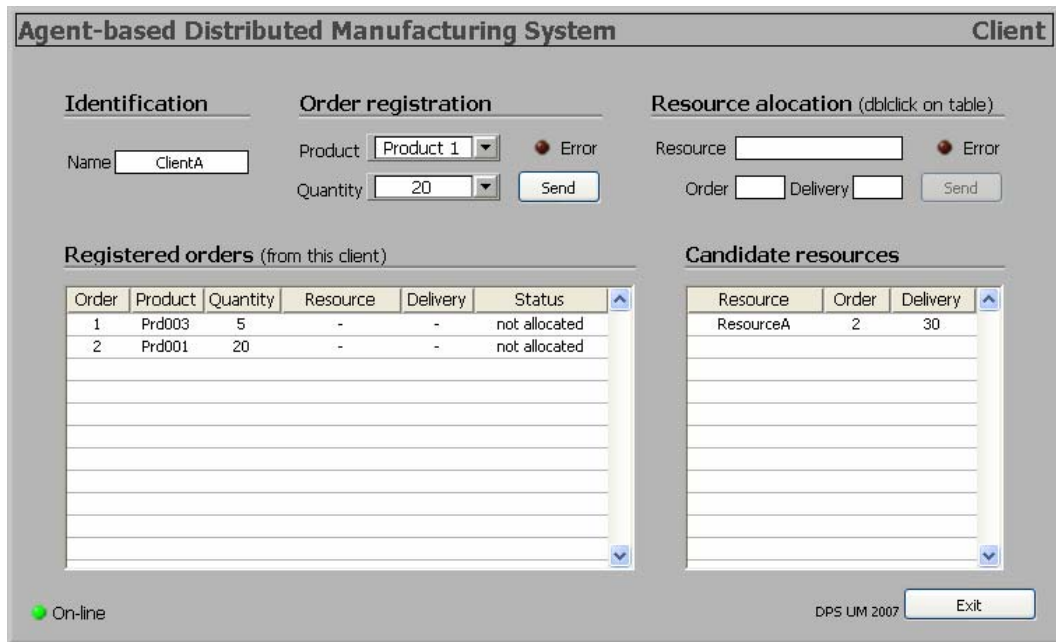 Agent-based Distributed Manufacturing System Client
Identification Order registration Resource alocation (dblclick on table)
Product Product 1 Error Resource Error
Name ClientA
Quantity 20 Send Order Delivery Send
Registered orders (from this client) Candidate resources
Order Product Quantity Resource Delivery Status Resource Order Delivery
1 Prd003 5 - - not allocated ResourceA 2 30
2 Prd001 20 - - not allocated
On-line DPS UM 2007 Exit